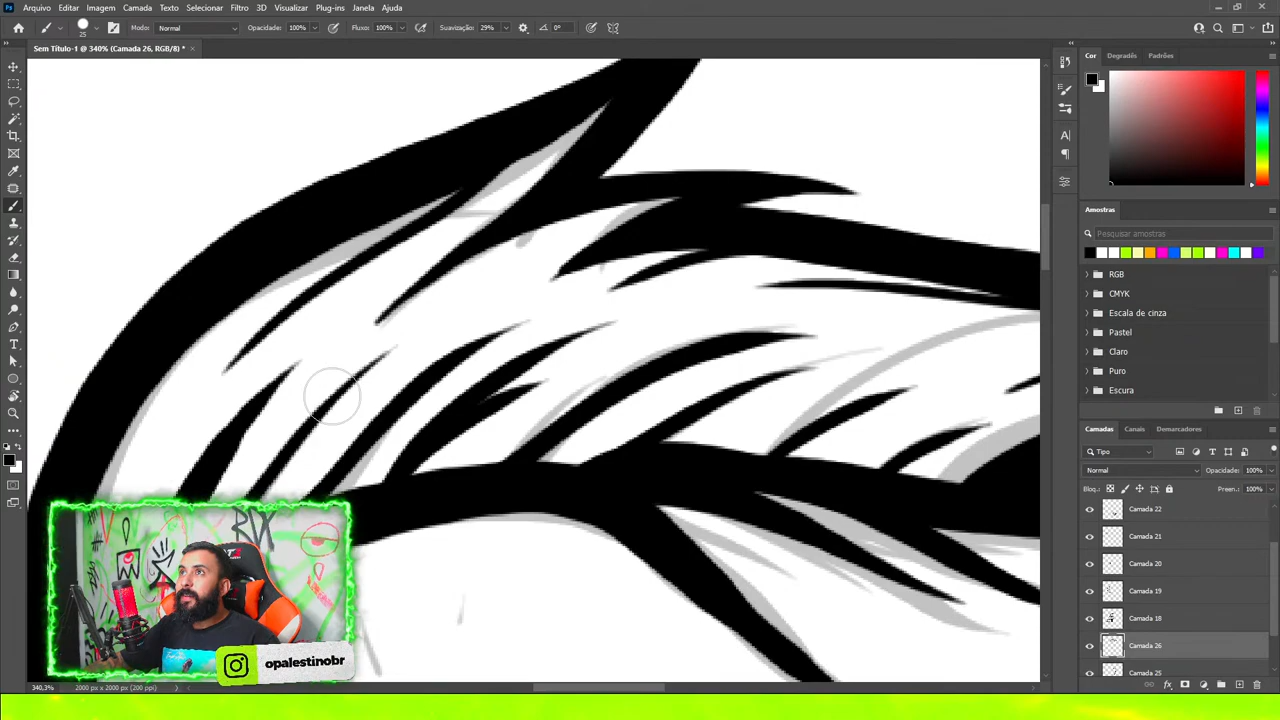 Ps Arquivo Editar Imagem Camada Texto Selecionar Filtro 3D Visualizar Plug-ins Janela Ajuda
25 Modo: Normal Opacidade: 100% Fluxo: 100% Suavização: 29% 0°
Sem Título-1 @ 340% (Camada 26, RGB/8) *
Cor Degradês Padrões
Amostras
Pesquisar amostras
RGB
CMYK
Escala de cinza
Pastel
Claro
Puro
Escura
Camadas Canais Demarcadores
Tipo
Normal Opacidade: 100%
Bloq.: Preen.: 100%
Camada 22
Camada 21
Camada 20
Camada 19
Camada 18
Camada 26
Camada 25
opalestinobr
340,3% 2000 px x 2000 px (200 ppi)